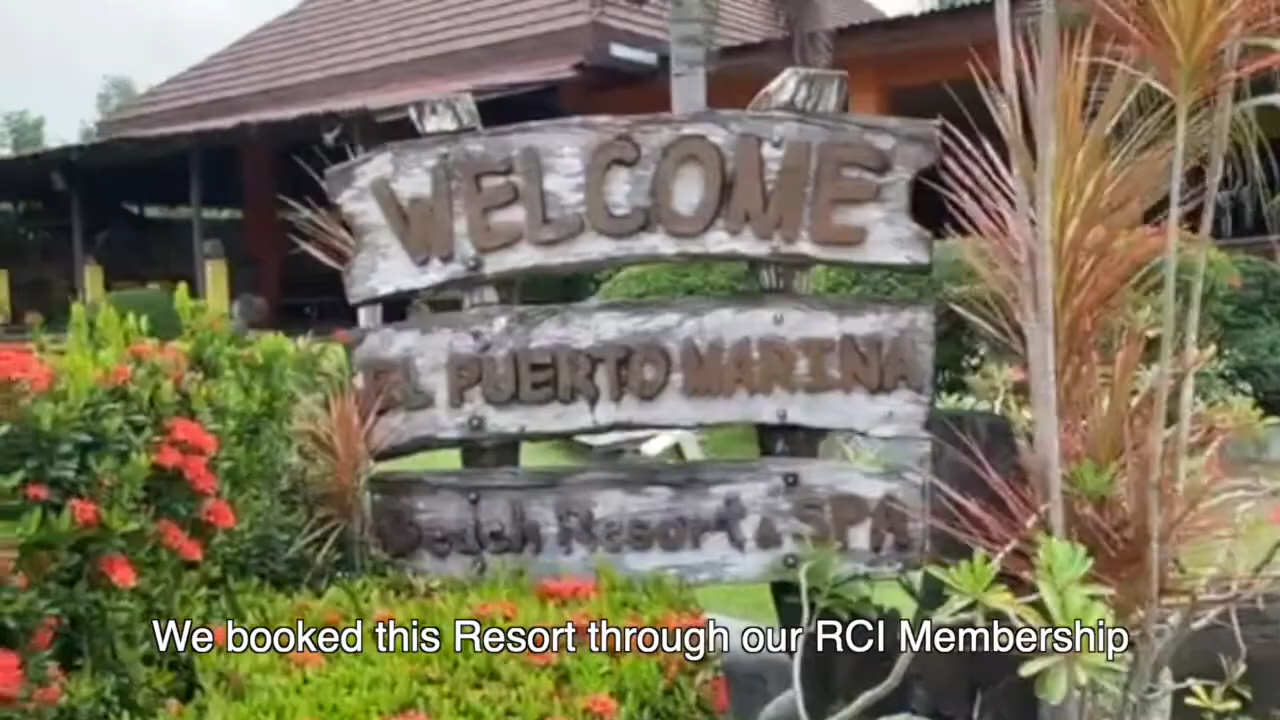 WELCOME
EL PUERTO MARINA
Beach Resort & SPA
We booked this Resort through our RCI Membership